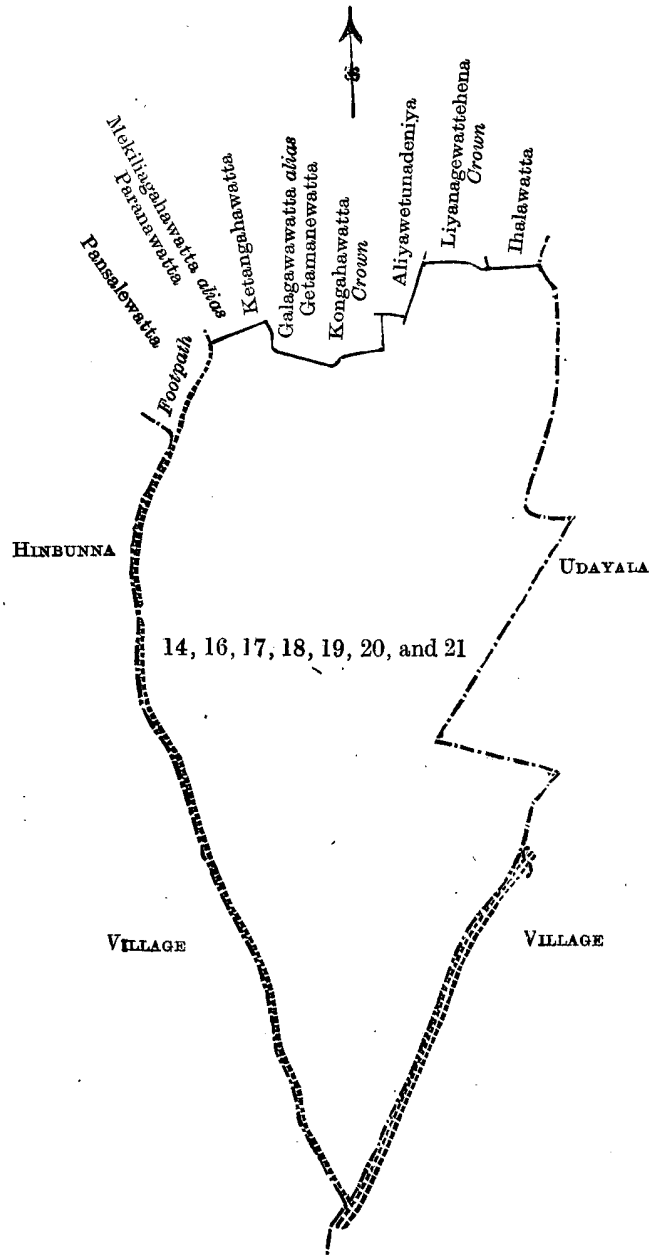 Pansalewatta
Mekiliagahawatta alias
Paranawatta
Ketangahawatta
Galagawawatta alias
Getamanewatta
Kongahawatta
Crown
Aliyawetunadeniya
Liyanagewattehena
Crown
Ihalawatta
Footpath
HINBUNNA
UDAYALA
14, 16, 17, 18, 19, 20, and 21
VILLAGE
VILLAGE